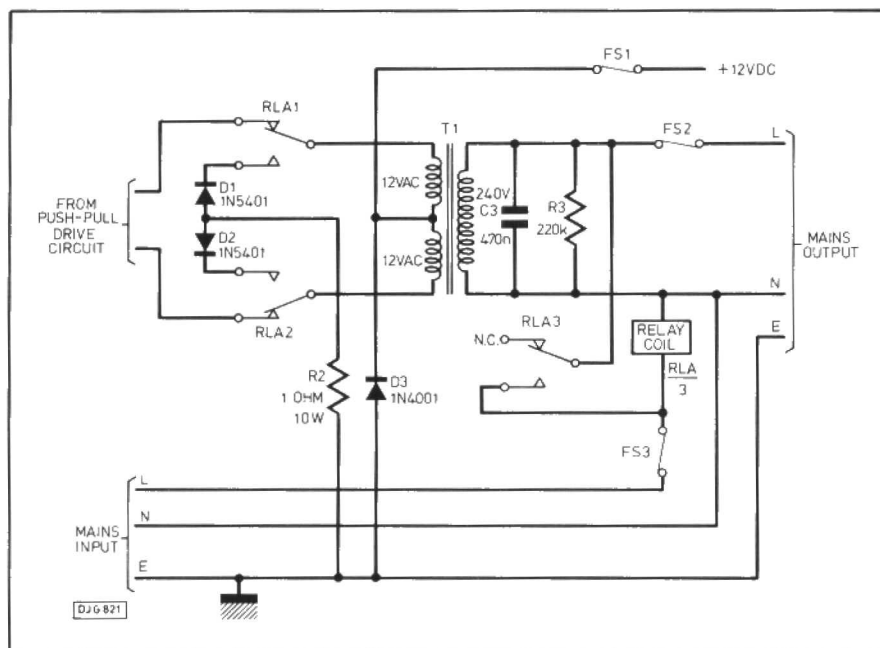 FS1
+12VDC
RLA1
T1
FS2
L
12VAC
240V
C3
470n
R3
220k
FROM
PUSH-PULL
DRIVE
CIRCUIT
D1
1N5401
D2
1N5401
12VAC
MAINS
OUTPUT
N
RLA2
N.C.
RLA3
RELAY
COIL
E
R2
1 OHM
10W
D3
1N4001
RLA
3
FS3
L
MAINS
INPUT
N
E
DJG821